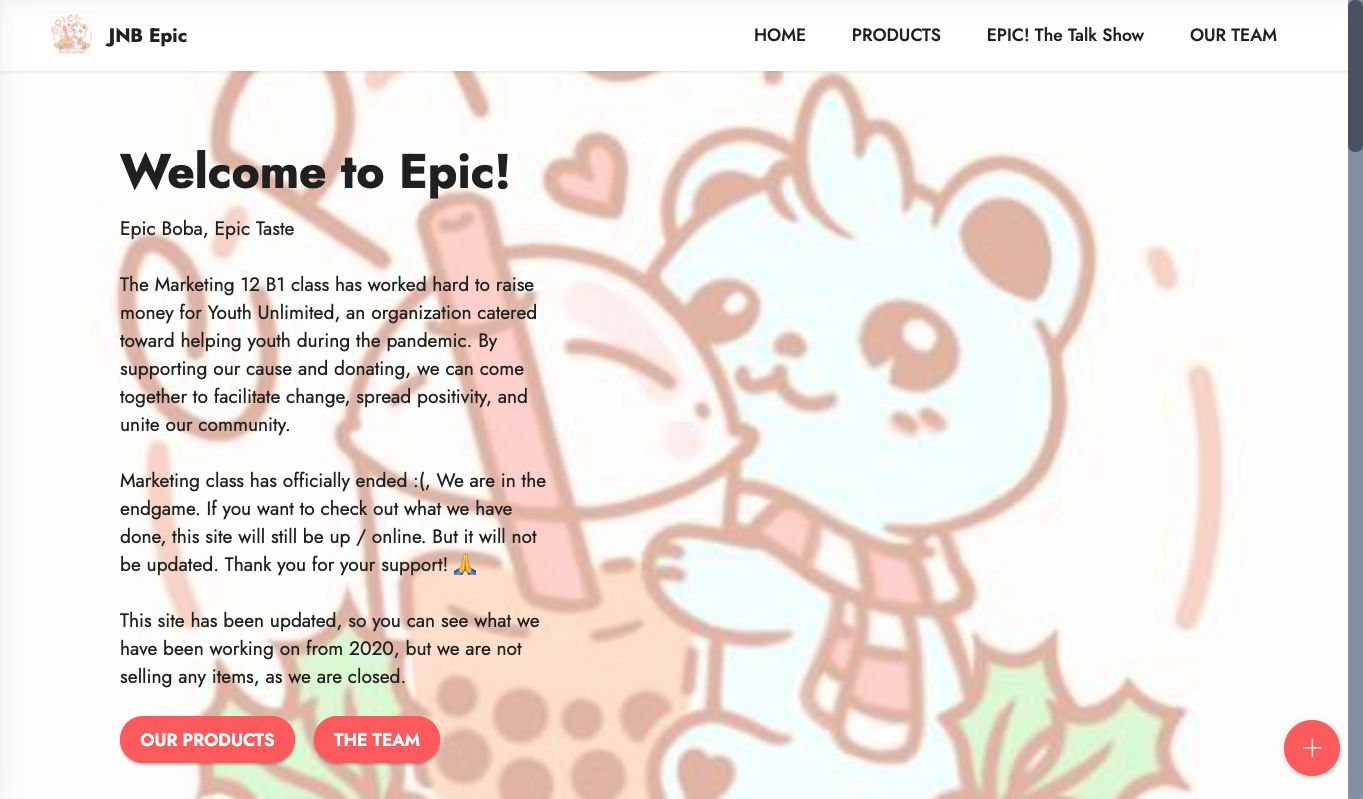 JNB Epic
HOME
PRODUCTS
EPIC! The Talk Show
OUR TEAM
Welcome to Epic!
Epic Boba, Epic Taste
The Marketing 12 B1 class has worked hard to raise
money for Youth Unlimited, an organization catered
toward helping youth during the pandemic. By
supporting our cause and donating, we can come
together to facilitate change, spread positivity, and
unite our community.
Marketing class has officially ended :(, We are in the
endgame. If you want to check out what we have
done, this site will still be up / online. But it will not
be updated. Thank you for your support! 🙏
This site has been updated, so you can see what we
have been working on from 2020, but we are not
selling any items, as we are closed.
OUR PRODUCTS
THE TEAM